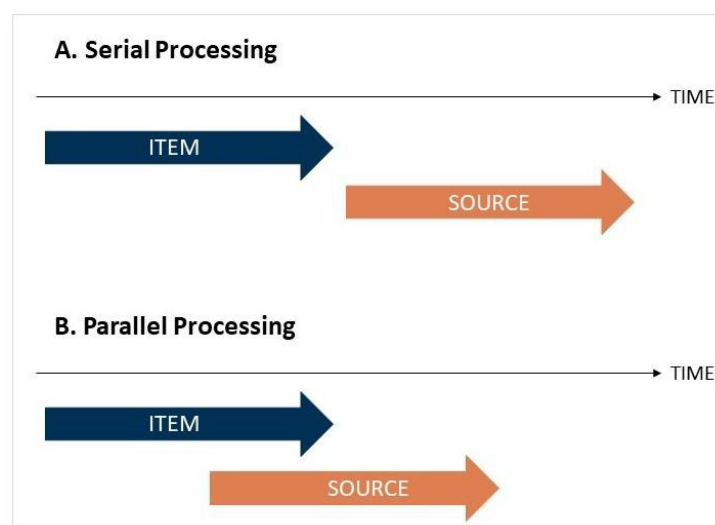 A. Serial Processing
TIME
ITEM
SOURCE
B. Parallel Processing
TIME
ITEM
SOURCE